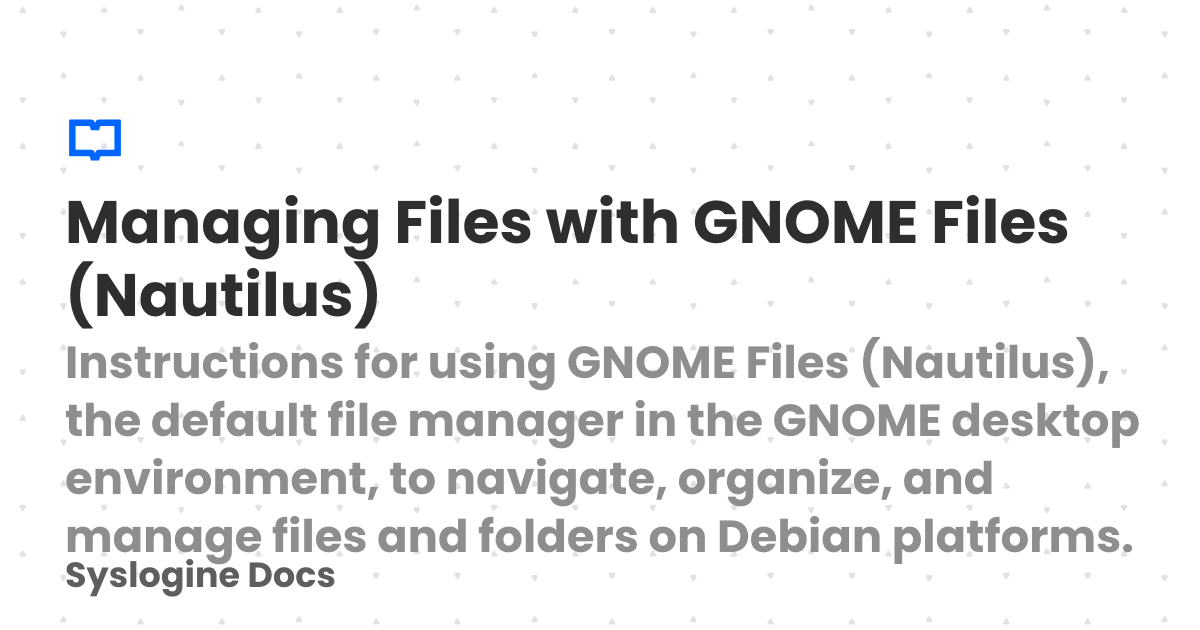 Managing Files with GNOME Files
(Nautilus)
Instructions for using GNOME Files (Nautilus),
the default file manager in the GNOME desktop
environment, to navigate, organize, and
manage files and folders on Debian platforms.
Syslogine Docs